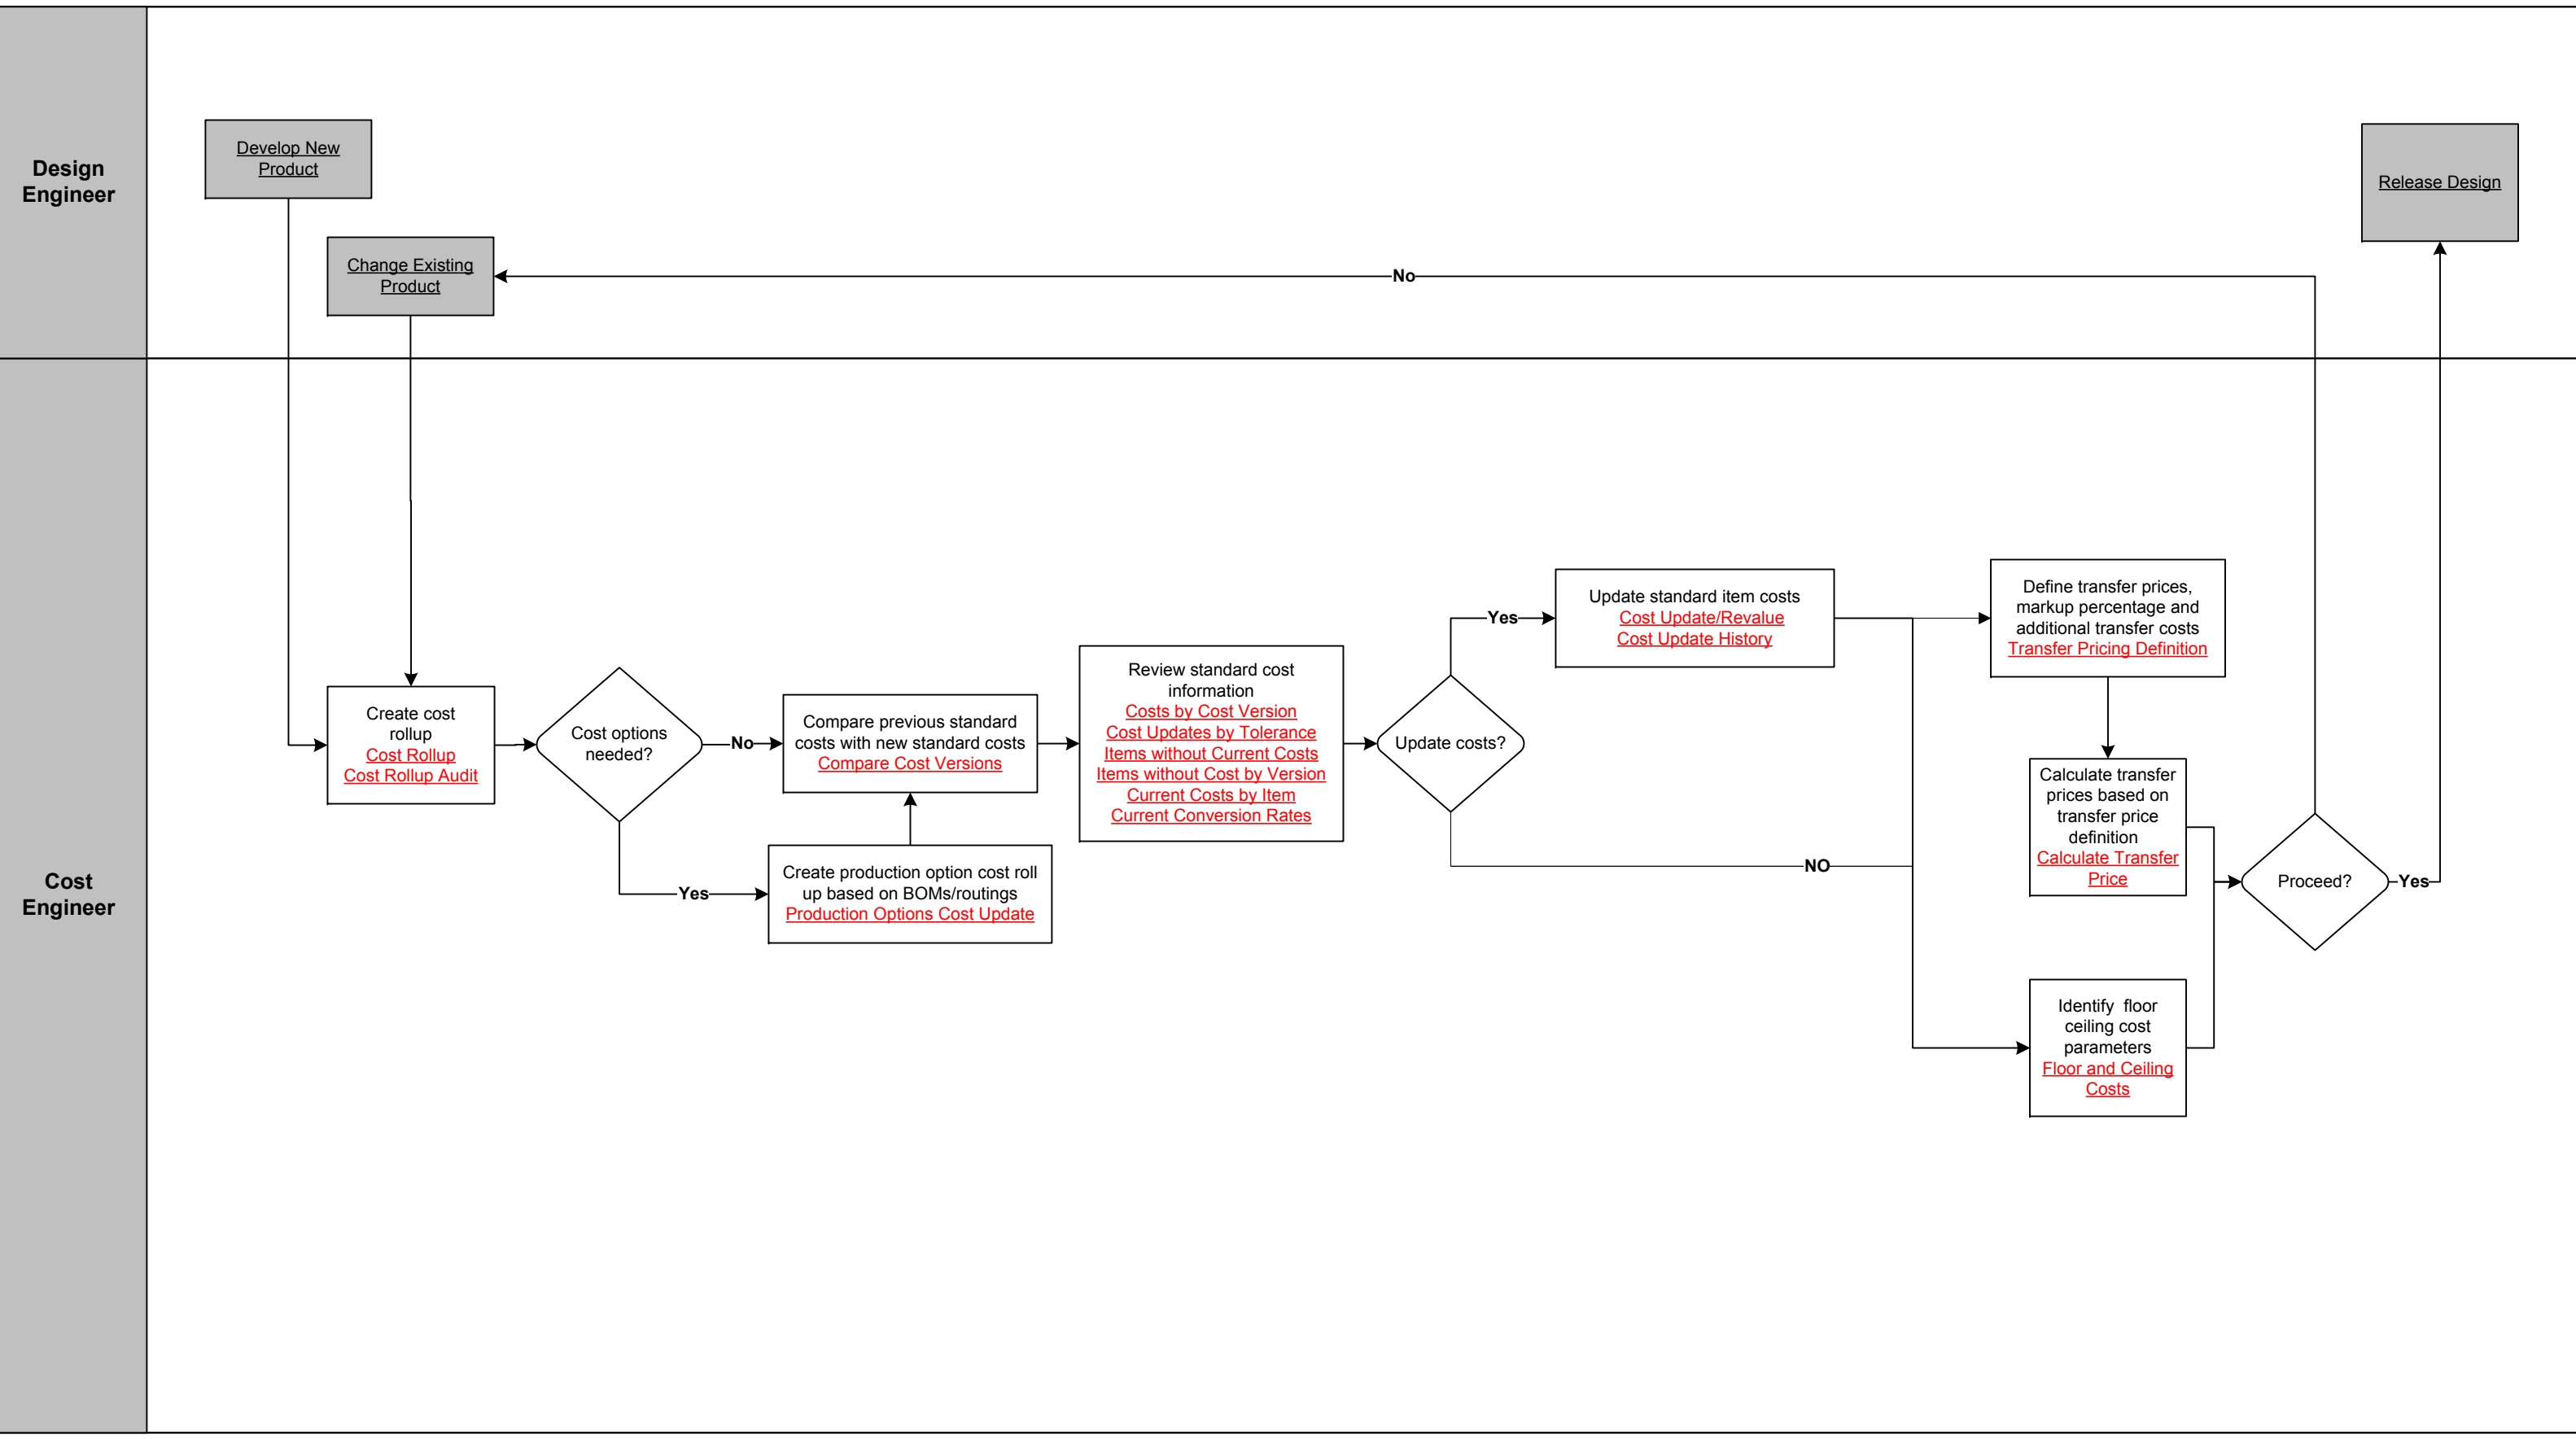 Design
Engineer
Develop New
Product
Change Existing
Product
No
Release Design
Cost
Engineer
Create cost
rollup
Cost Rollup
Cost Rollup Audit
Cost options
needed?
No
Yes
Compare previous standard
costs with new standard costs
Compare Cost Versions
Create production option cost roll
up based on BOMs/routings
Production Options Cost Update
Review standard cost
information
Costs by Cost Version
Cost Updates by Tolerance
Items without Current Costs
Items without Cost by Version
Current Costs by Item
Current Conversion Rates
Update costs?
Yes
NO
Update standard item costs
Cost Update/Revalue
Cost Update History
Define transfer prices,
markup percentage and
additional transfer costs
Transfer Pricing Definition
Calculate transfer
prices based on
transfer price
definition
Calculate Transfer
Price
Identify floor
ceiling cost
parameters
Floor and Ceiling
Costs
Proceed?
Yes